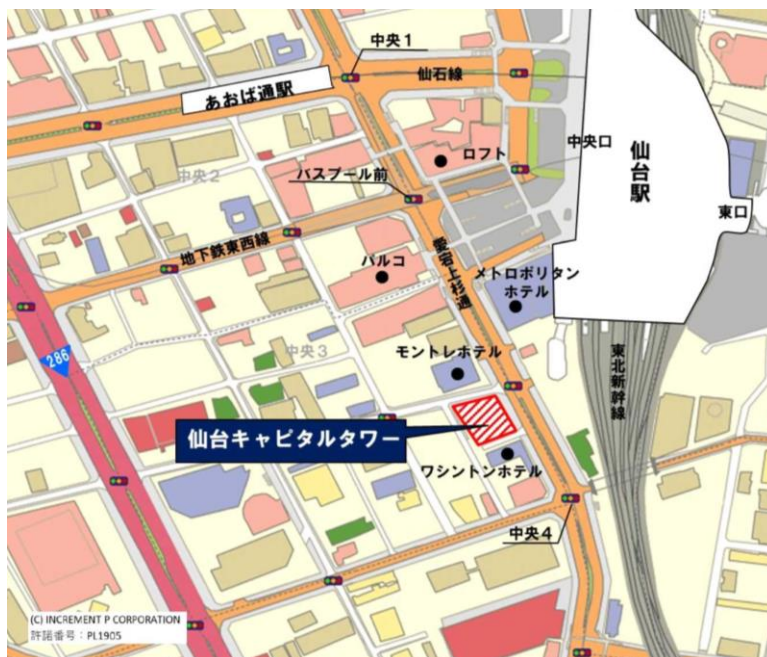 中央1
仙石線
あおば通駅
中央口
ロフト
仙台駅
中央2
バスプール前
東口
地下鉄東西線
愛宕上杉通
パルコ
メトロポリタン
ホテル
286
中央3
モントレホテル
東北新幹線
仙台キャピタルタワー
ワシントンホテル
中央4
(C) INCREMENT P CORPORATION
許諾番号：PL1905